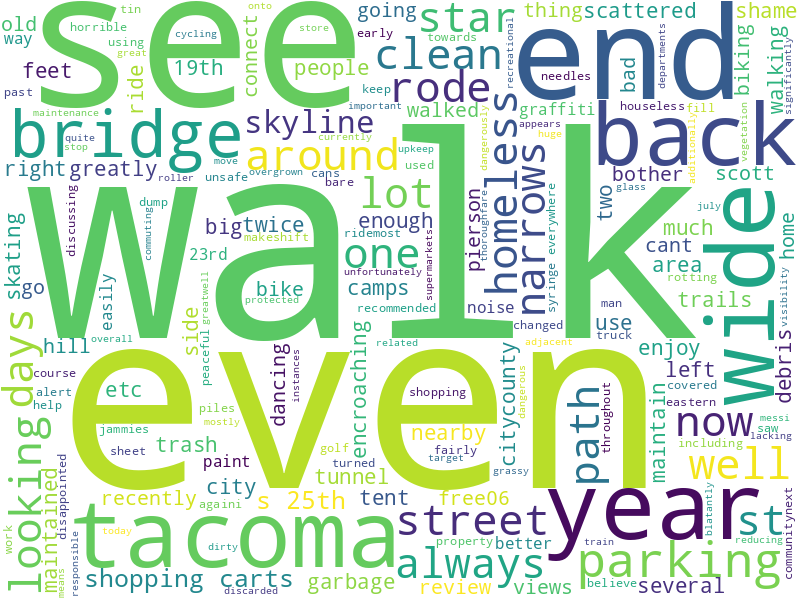 see
end
walk
even
tacoma
year
back
wide
bridge
now
star
clean
rode
skyline
around
lot
one
homeless
narrows
path
street
always
parking
well
st
looking
days
going
thing
scattered
shame
old
way
tin
using
great
horrible
past
feet
19th
ride
connect
people
cycling
early
store
onto
towards
keep
important
walked
graffiti
needles
recreational
departments
bad
biking
walking
significantly
houseless
fill
vegetation
additionally
appears
huge
dangerously
maintenance
quite
stop
overgrown
currently
upkeep
move
roller
unsafe
cans
bare
used
right
greatly
bother
scott
glass
july
two
pierson
thoroughfare
syringe
everywhere
big
twice
enough
discussing
dump
23rd
makeshift
ridemost
unfortunately
supermarkets
noise
man
much
cant
area
home
visibility
rotting
trails
skating
go
easily
commuting
bike
camps
recommended
protected
greatwell
peaceful
changed
truck
use
hill
side
overall
instances
related
adjacent
enjoy
debris
course
alert
help
etc
dancing
encroaching
shopping
citycounty
dangerous
throughout
left
covered
eastern
messi
saw
lacking
including
jammies
piles
mostly
golf
turned
nearby
fairly
target
grassy
maintain
sheet
trash
paint
tunnel
city
recently
s 25th
tent
free06
againi
work
maintained
disappointed
means
responsible
today
dirty
discarded
shopping carts
garbage
train
property
better
review
views
believe
several
blatantly
reducing
communitynext